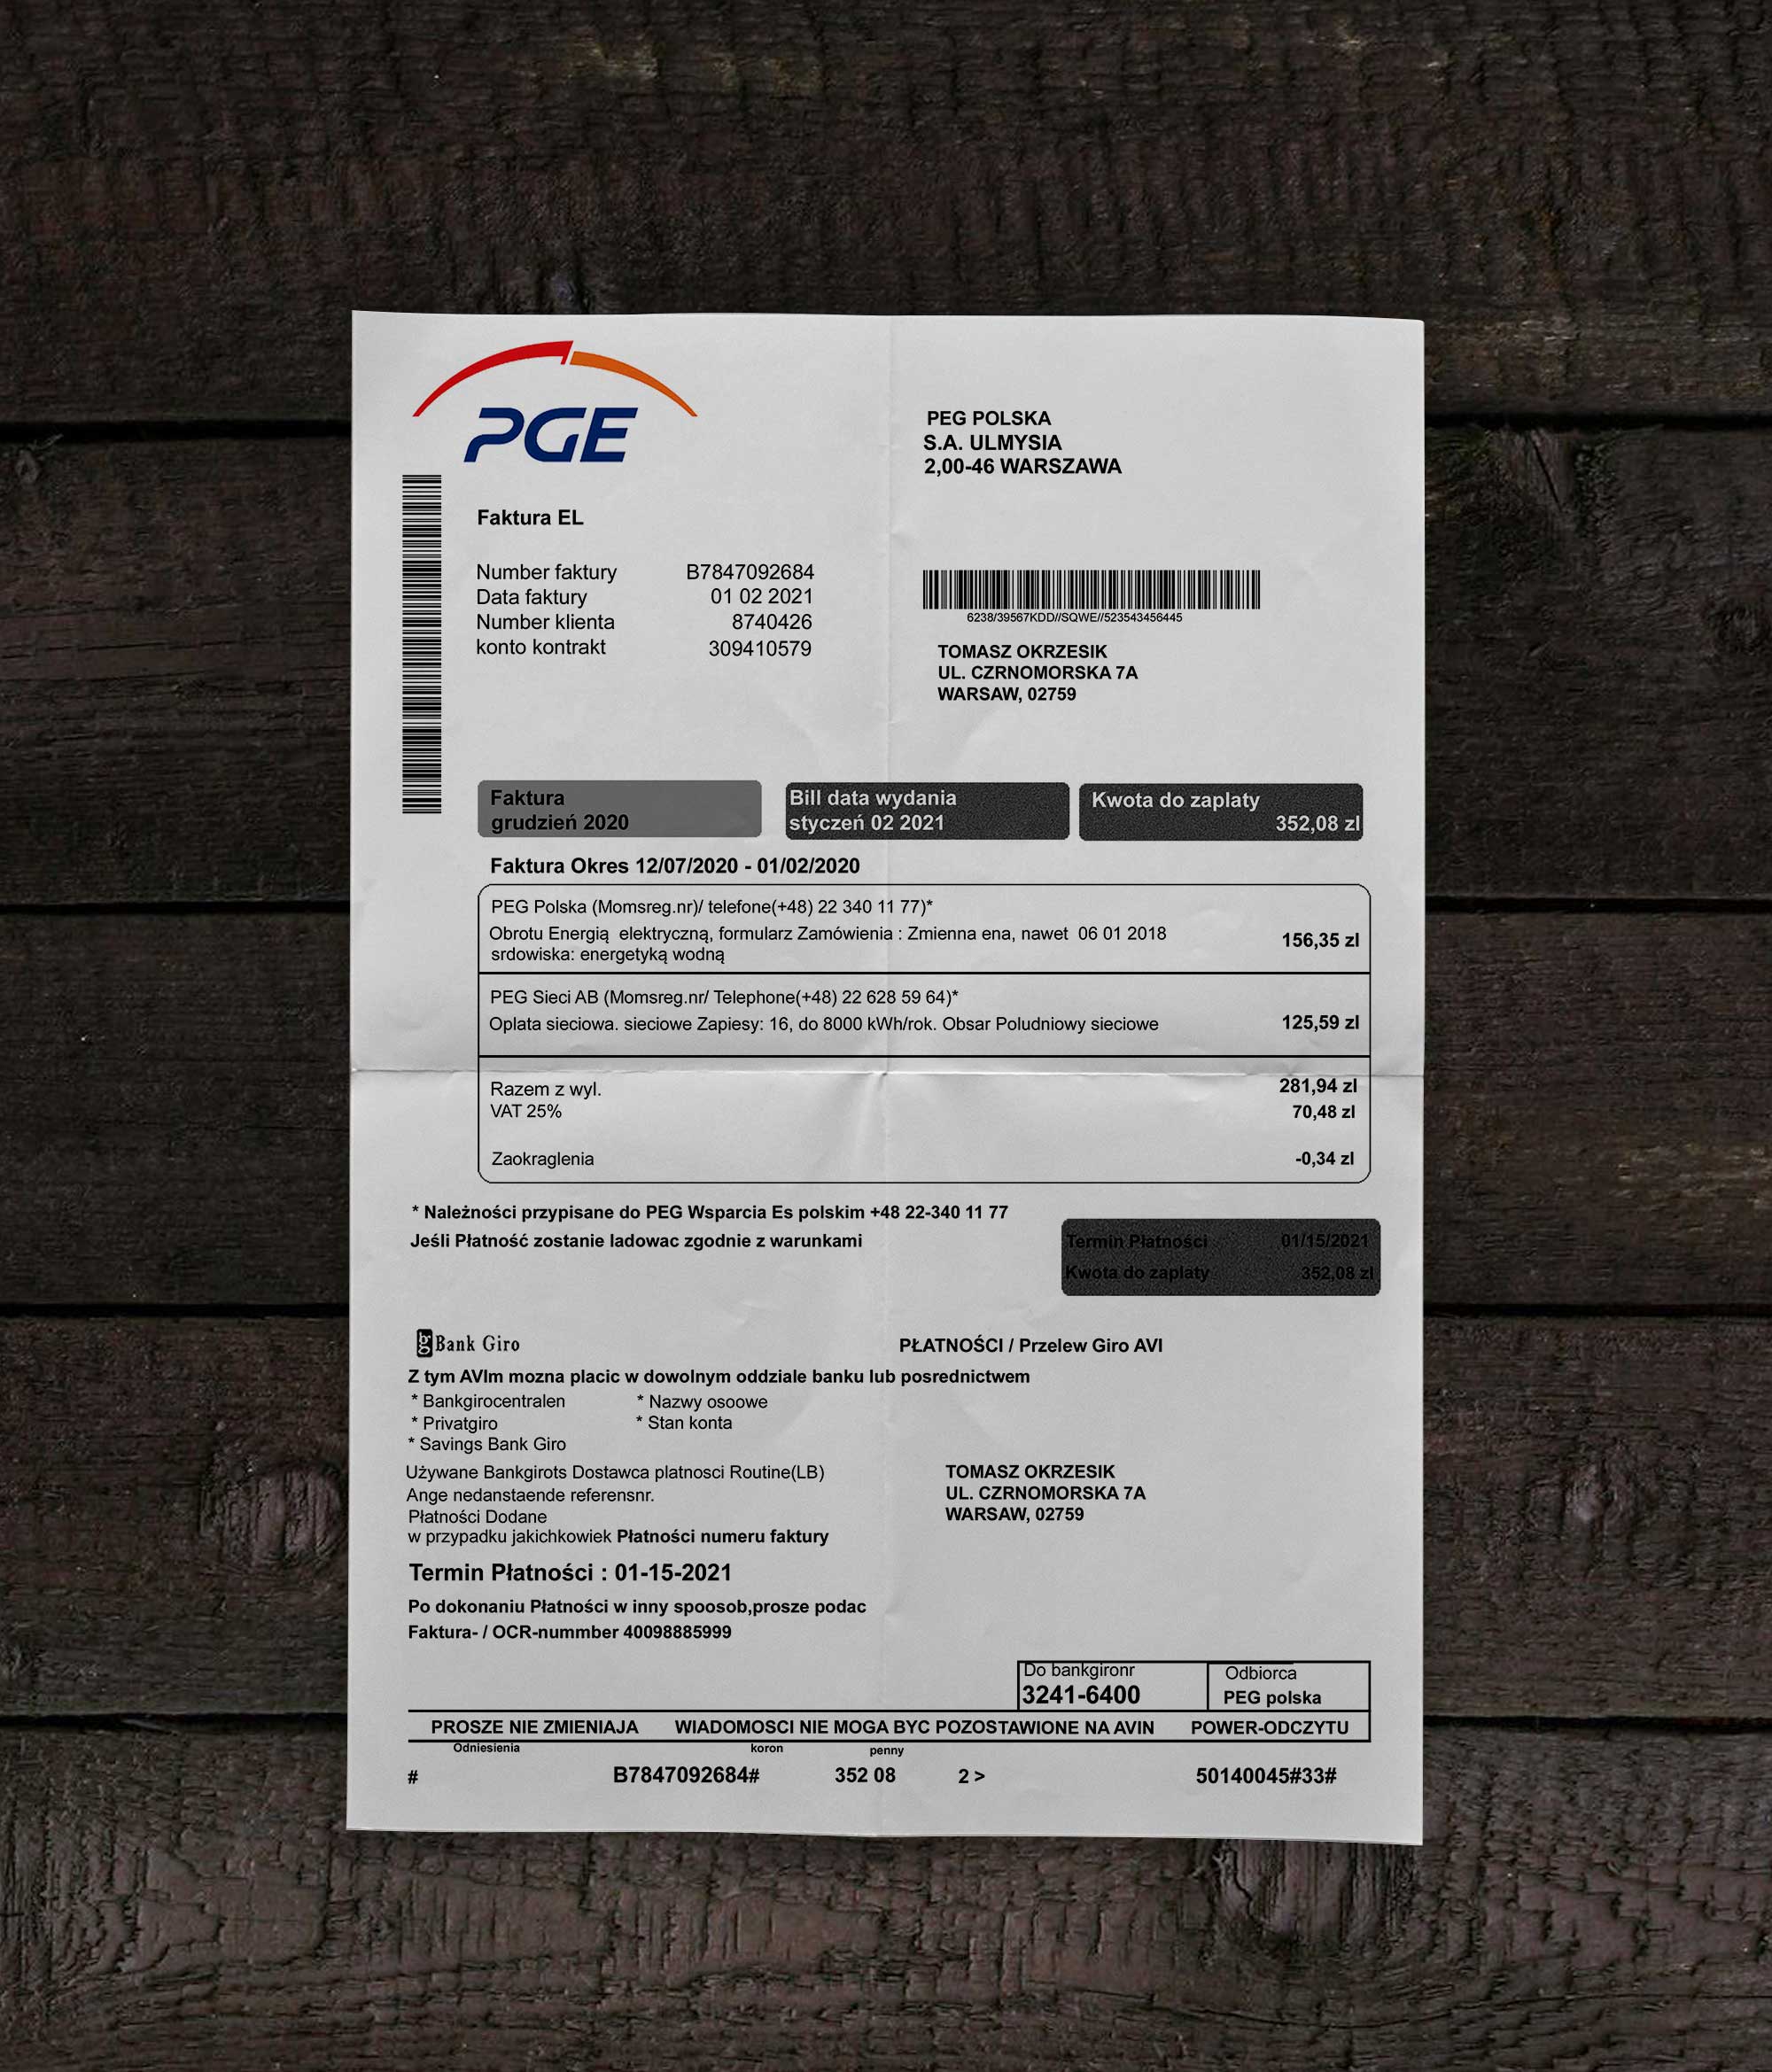 PGE
PEG POLSKA
S.A. ULMYSIA
2,00-46 WARSZAWA
Faktura EL
Number faktury B7847092684
Data faktury 01 02 2021
Number klienta 8740426
konto kontrakt 309410579
6238/39567KDD//SQWE//523543456445
TOMASZ OKRZESIK
UL. CZRNOMORSKA 7A
WARSAW, 02759
Faktura
grudzień 2020
Bill data wydania
styczeń 02 2021
Kwota do zaplaty
352,08 zl
Faktura Okres 12/07/2020 - 01/02/2020
PEG Polska (Momsreg.nr)/ telefone(+48) 22 340 11 77)*
Obrotu Energią elektryczną, formularz Zamówienia : Zmienna ena, nawet 06 01 2018
srdowiska: energetyką wodną
156,35 zl
PEG Sieci AB (Momsreg.nr/ Telephone(+48) 22 628 59 64)*
Oplata sieciowa. sieciowe Zapiesy: 16, do 8000 kWh/rok. Obsar Poludniowy sieciowe 125,59 zl
Razem z wyl. 281,94 zl
VAT 25% 70,48 zl
Zaokraglenia -0,34 zl
* Należności przypisane do PEG Wsparcia Es polskim +48 22-340 11 77
Jeśli Płatność zostanie ladowac zgodnie z warunkami
Termin Płatności 01/15/2021
Kwota do zaplaty 352,08 zl
g Bank Giro
PŁATNOŚCI / Przelew Giro AVI
Z tym AVIm mozna placic w dowolnym oddziale banku lub posrednictwem
* Bankgirocentralen * Nazwy osoowe
* Privatgiro * Stan konta
* Savings Bank Giro
Używane Bankgirots Dostawca platnosci Routine(LB)
Ange nedanstaende referensnr.
Płatności Dodane
w przypadku jakichkowiek Płatności numeru faktury
TOMASZ OKRZESIK
UL. CZRNOMORSKA 7A
WARSAW, 02759
Termin Płatności : 01-15-2021
Po dokonaniu Płatności w inny spoosob,prosze podac
Faktura- / OCR-nummber 40098885999
Do bankgironr
3241-6400
Odbiorca
PEG polska
PROSZE NIE ZMIENIAJA WIADOMOSCI NIE MOGA BYC POZOSTAWIONE NA AVIN POWER-ODCZYTU
Odniesienia koron penny
# B7847092684# 352 08 2 > 50140045#33#